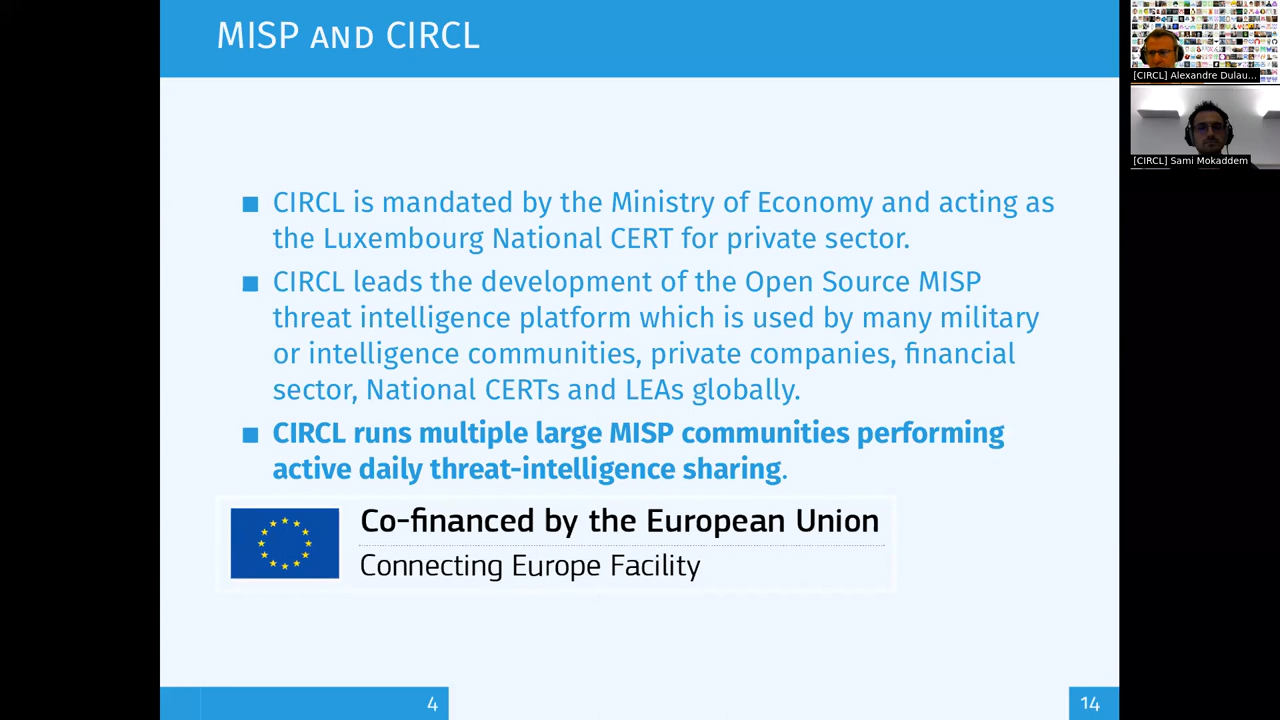 MISP AND CIRCL
■ CIRCL is mandated by the Ministry of Economy and acting as
the Luxembourg National CERT for private sector.
■ CIRCL leads the development of the Open Source MISP
threat intelligence platform which is used by many military
or intelligence communities, private companies, financial
sector, National CERTs and LEAs globally.
■ CIRCL runs multiple large MISP communities performing
active daily threat-intelligence sharing.
Co-financed by the European Union
Connecting Europe Facility
4
14
[CIRCL] Alexandre Dulau...
[CIRCL] Sami Mokaddem